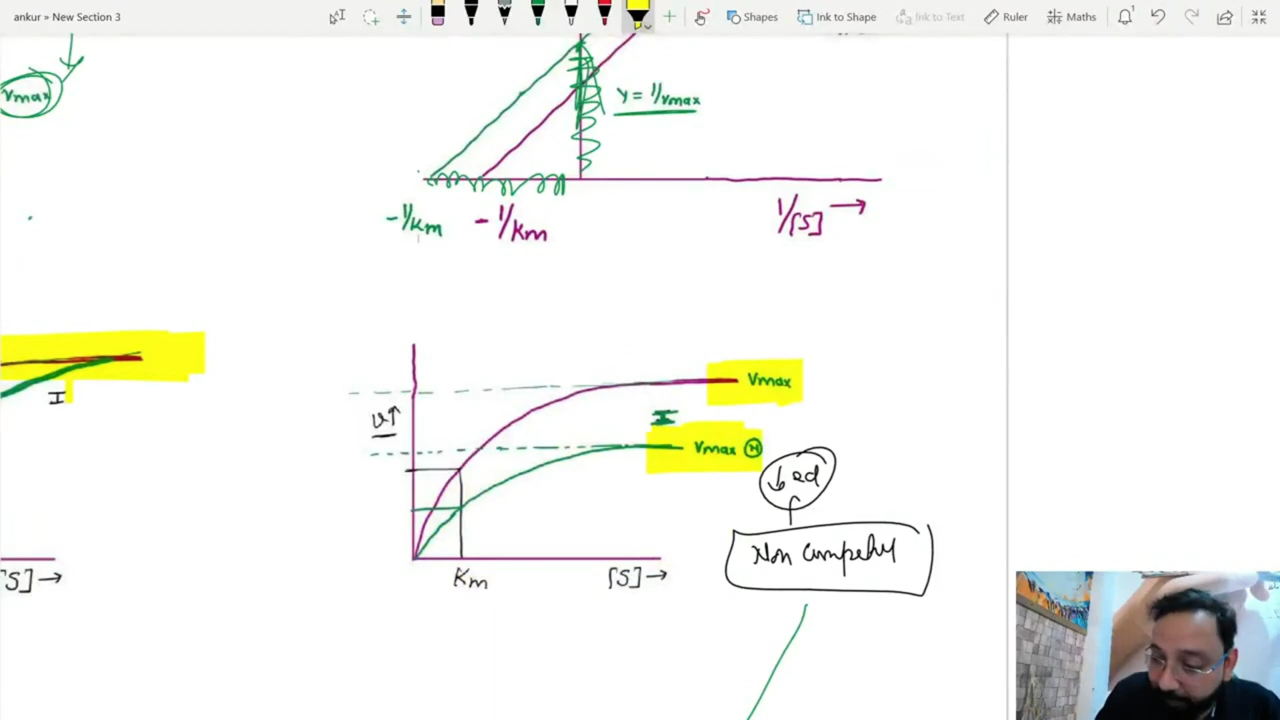 ankur » New Section 3
Shapes
Ink to Shape
Ink to Text
Ruler
Maths
Vmax
Y = 1/Vmax
-1/Km
-1/Km
1/[S] →
I
v↑
Vmax
I
Vmax
↓ed
Non
Km
[S] →
[S] →